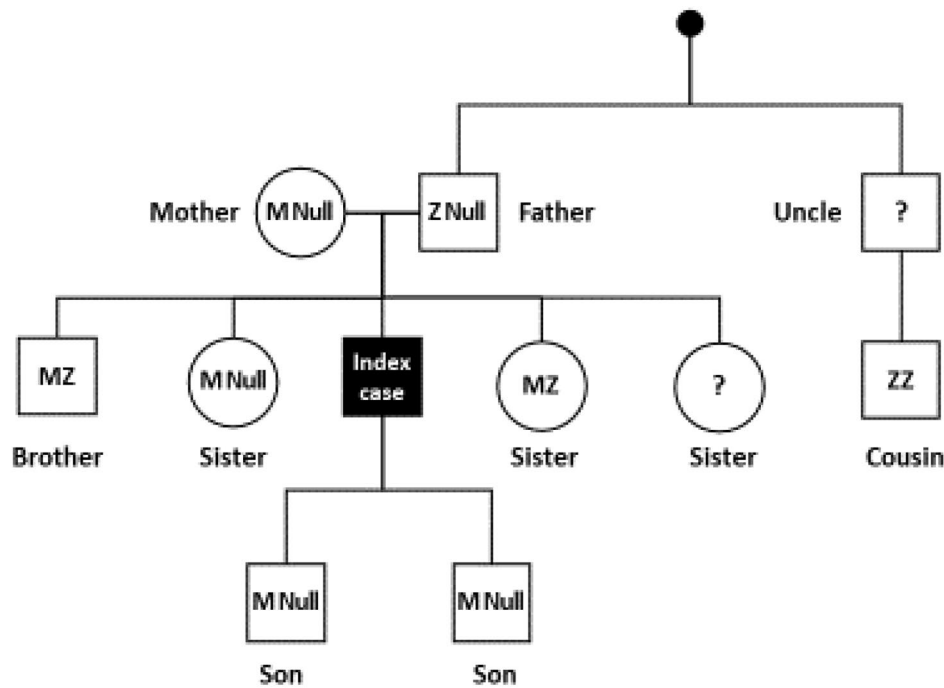 Mother
M Null
Z Null
Father
Uncle
?
MZ
M Null
Index
case
MZ
?
ZZ
Brother
Sister
Sister
Sister
Cousin
M Null
M Null
Son
Son